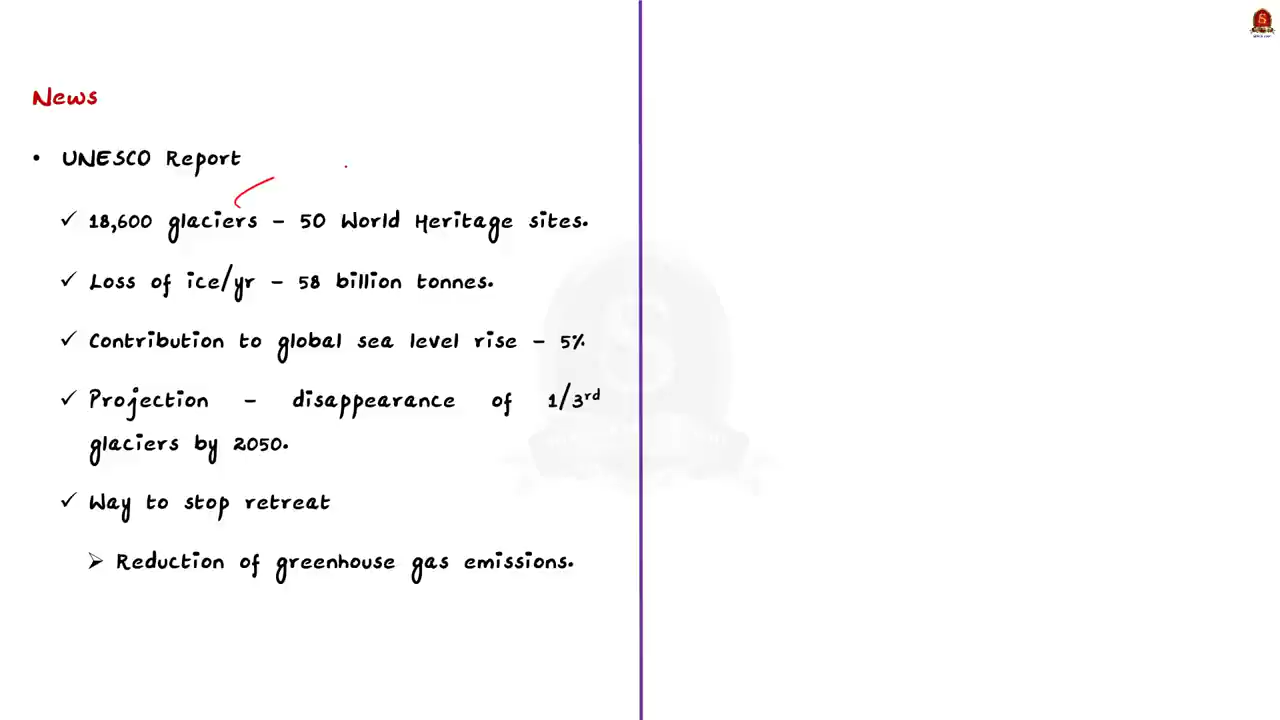 News
• UNESCO Report
✓ 18,600 glaciers – 50 World Heritage sites.
✓ Loss of ice/yr – 58 billion tonnes.
✓ Contribution to global sea level rise – 5%
✓ Projection – disappearance of 1/3rd
glaciers by 2050.
✓ Way to stop retreat
➢ Reduction of greenhouse gas emissions.